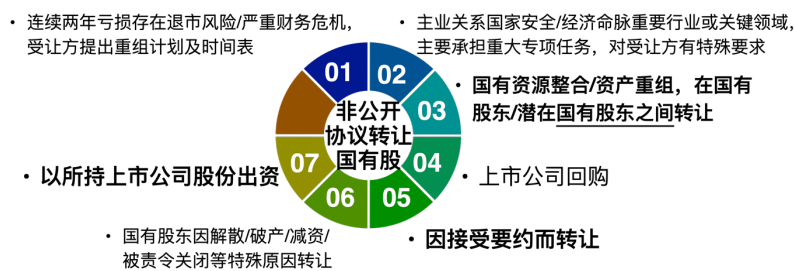 • 连续两年亏损存在退市风险/严重财务危机，
受让方提出重组计划及时间表
• 主业关系国家安全/经济命脉重要行业或关键领域，
主要承担重大专项任务，对受让方有特殊要求
01
02
• 国有资源整合/资产重组，在国有
股东/潜在国有股东之间转让
03
非公开
协议转让
国有股
• 以所持上市公司股份出资
07
04
• 上市公司回购
06
05
• 国有股东因解散/破产/减资/
被责令关闭等特殊原因转让
• 因接受要约而转让